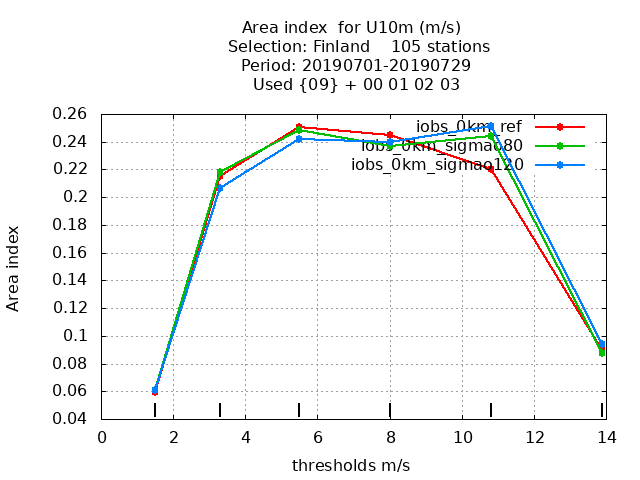 Area index  for U10m (m/s)
Selection: Finland    105 stations
Period: 20190701-20190729
Used {09} + 00 01 02 03
iobs_0km_ref
iobs_0km_sigmao80
iobs_0km_sigmao120
0.26
0.24
0.22
0.2
0.18
0.16
0.14
0.12
0.1
0.08
0.06
0.04
Area index
0 2 4 6 8 10 12 14
thresholds m/s